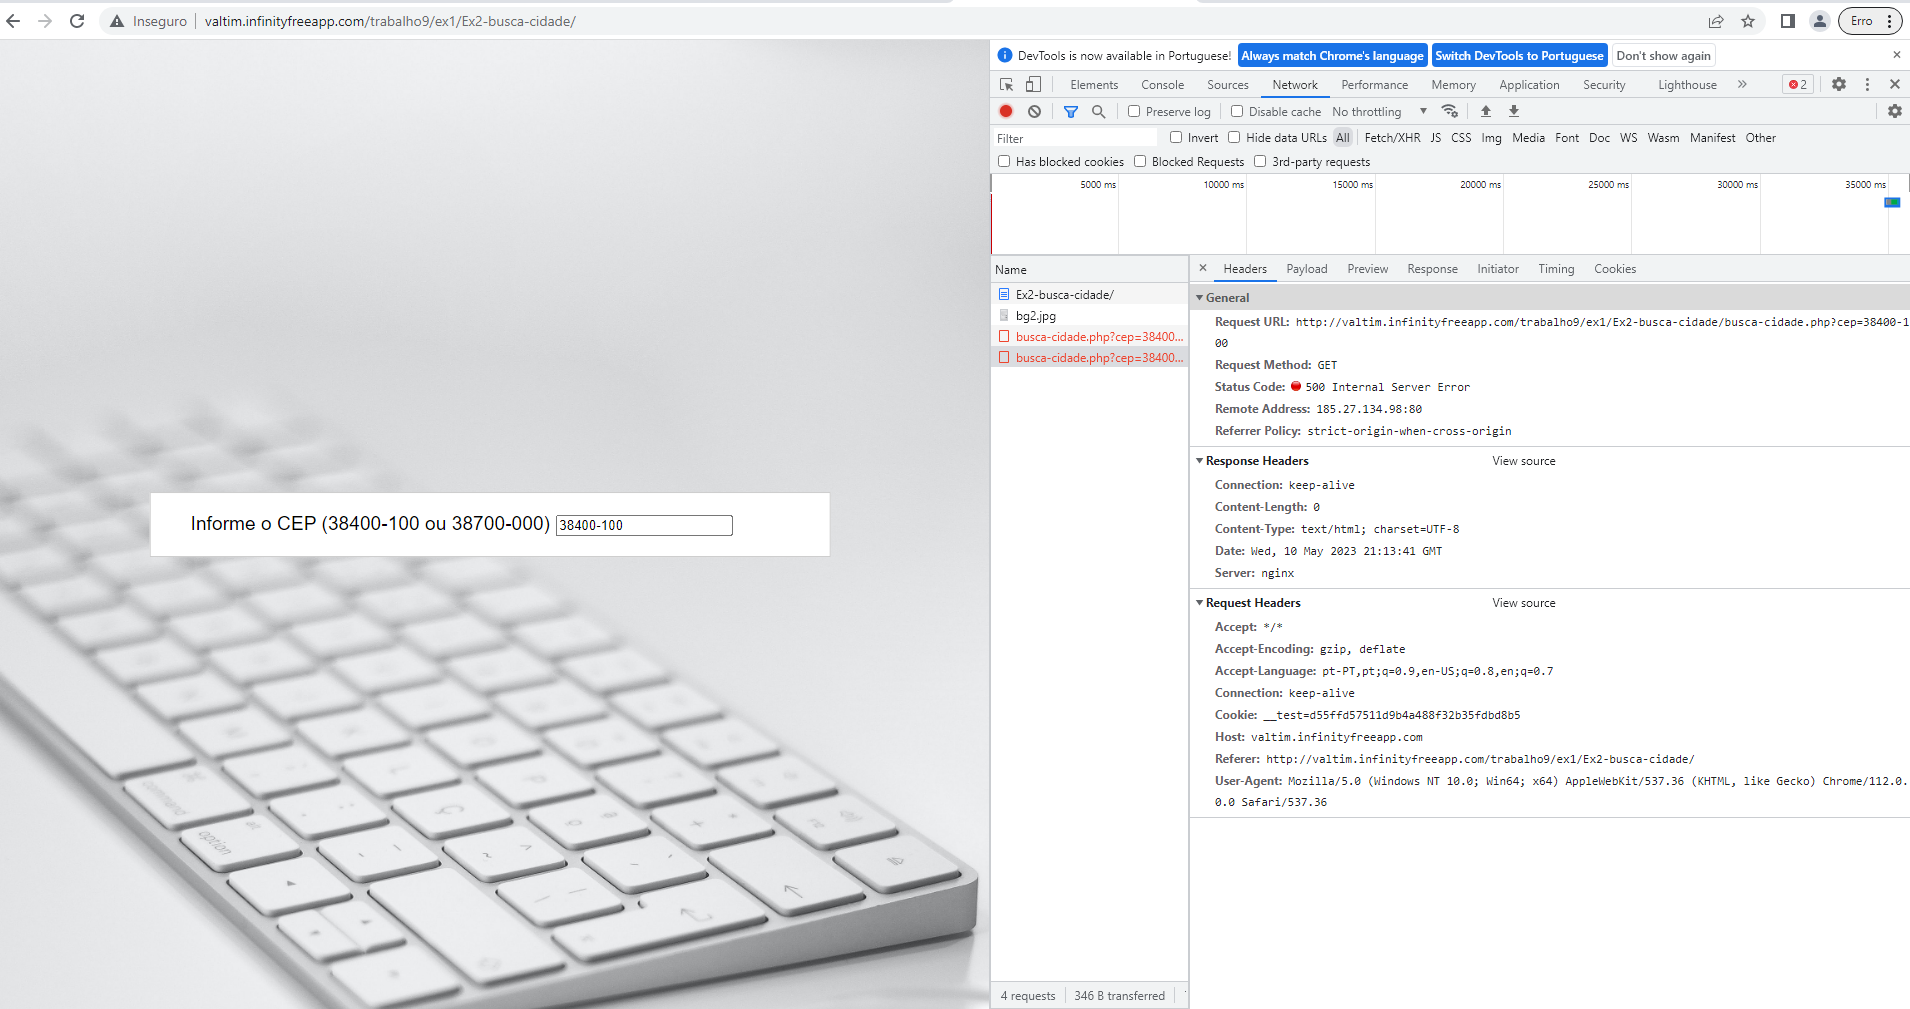 Inseguro valtim.infinityfreeapp.com/trabalho9/ex1/Ex2-busca-cidade/ Erro
DevTools is now available in Portuguese! Always match Chrome's language Switch DevTools to Portuguese Don't show again
Elements Console Sources Network Performance Memory Application Security Lighthouse 2
Preserve log Disable cache No throttling
Filter Invert Hide data URLs All Fetch/XHR JS CSS Img Media Font Doc WS Wasm Manifest Other
Has blocked cookies Blocked Requests 3rd-party requests
5000 ms 10000 ms 15000 ms 20000 ms 25000 ms 30000 ms 35000 ms
Name
Ex2-busca-cidade/
bg2.jpg
busca-cidade.php?cep=38400...
busca-cidade.php?cep=38400...
Headers Payload Preview Response Initiator Timing Cookies
General
Request URL: http://valtim.infinityfreeapp.com/trabalho9/ex1/Ex2-busca-cidade/busca-cidade.php?cep=38400-1
00
Request Method: GET
Status Code: 500 Internal Server Error
Remote Address: 185.27.134.98:80
Referrer Policy: strict-origin-when-cross-origin
Response Headers View source
Connection: keep-alive
Content-Length: 0
Content-Type: text/html; charset=UTF-8
Date: Wed, 10 May 2023 21:13:41 GMT
Server: nginx
Request Headers View source
Accept: */*
Accept-Encoding: gzip, deflate
Accept-Language: pt-PT,pt;q=0.9,en-US;q=0.8,en;q=0.7
Connection: keep-alive
Cookie: __test=d55ffd57511d9b4a488f32b35fdbd8b5
Host: valtim.infinityfreeapp.com
Referer: http://valtim.infinityfreeapp.com/trabalho9/ex1/Ex2-busca-cidade/
User-Agent: Mozilla/5.0 (Windows NT 10.0; Win64; x64) AppleWebKit/537.36 (KHTML, like Gecko) Chrome/112.0.
0.0 Safari/537.36
4 requests 346 B transferred
Informe o CEP (38400-100 ou 38700-000) 38400-100
command
option
alt